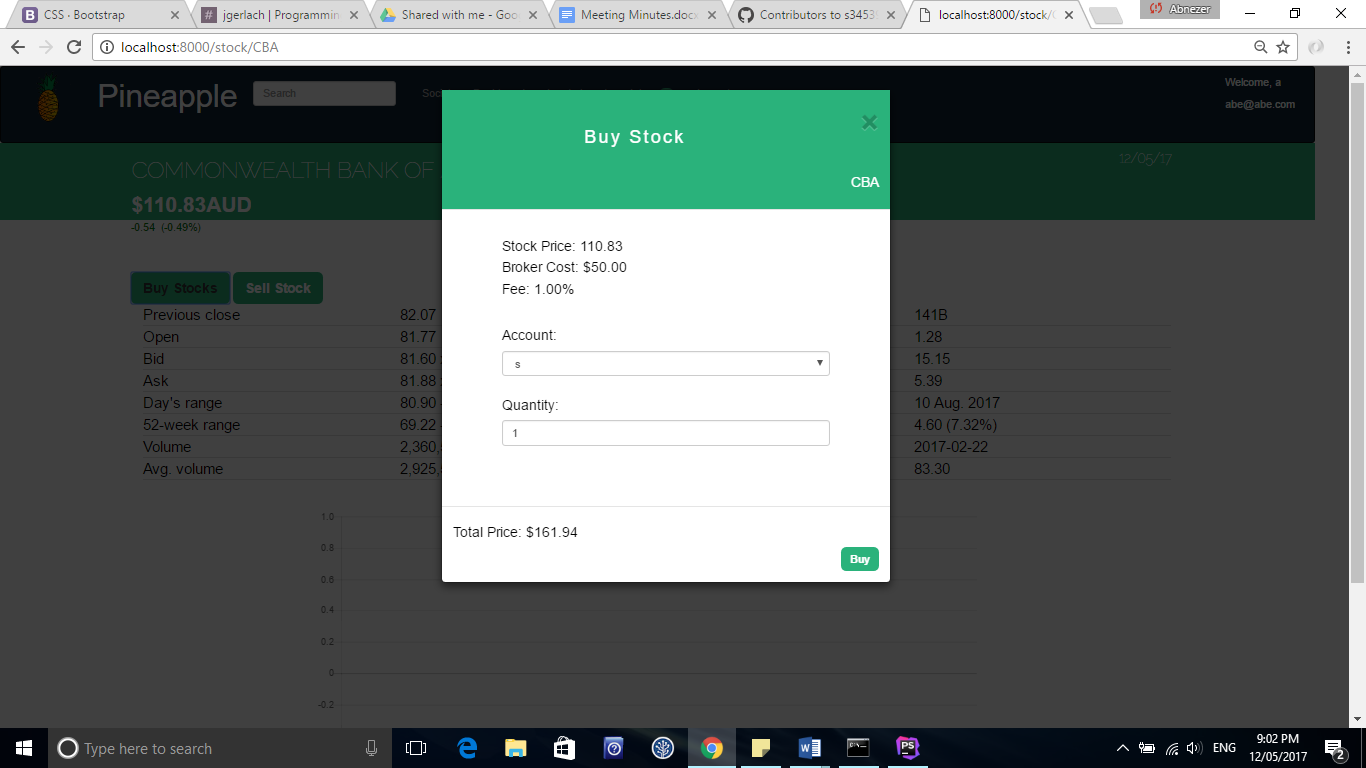 CSS · Bootstrap
jgerlach | Programmin
Shared with me - Goo
Meeting Minutes.docx
Contributors to s3453
localhost:8000/stock/C
Abnezer
localhost:8000/stock/CBA
Pineapple
Search
Welcome, a
abe@abe.com
COMMONWEALTH BANK OF
12/05/17
$110.83AUD
-0.54 (-0.49%)
Buy Stocks
Sell Stock
Previous close 82.07 141B
Open 81.77 1.28
Bid 81.60 15.15
Ask 81.88 5.39
Day's range 80.90 10 Aug. 2017
52-week range 69.22 4.60 (7.32%)
Volume 2,360, 2017-02-22
Avg. volume 2,925, 83.30
Buy Stock
×
CBA
Stock Price: 110.83
Broker Cost: $50.00
Fee: 1.00%
Account:
s
Quantity:
1
Total Price: $161.94
Buy
1.0
0.8
0.6
0.4
0.2
0
-0.2
Type here to search
ENG
9:02 PM
12/05/2017
2